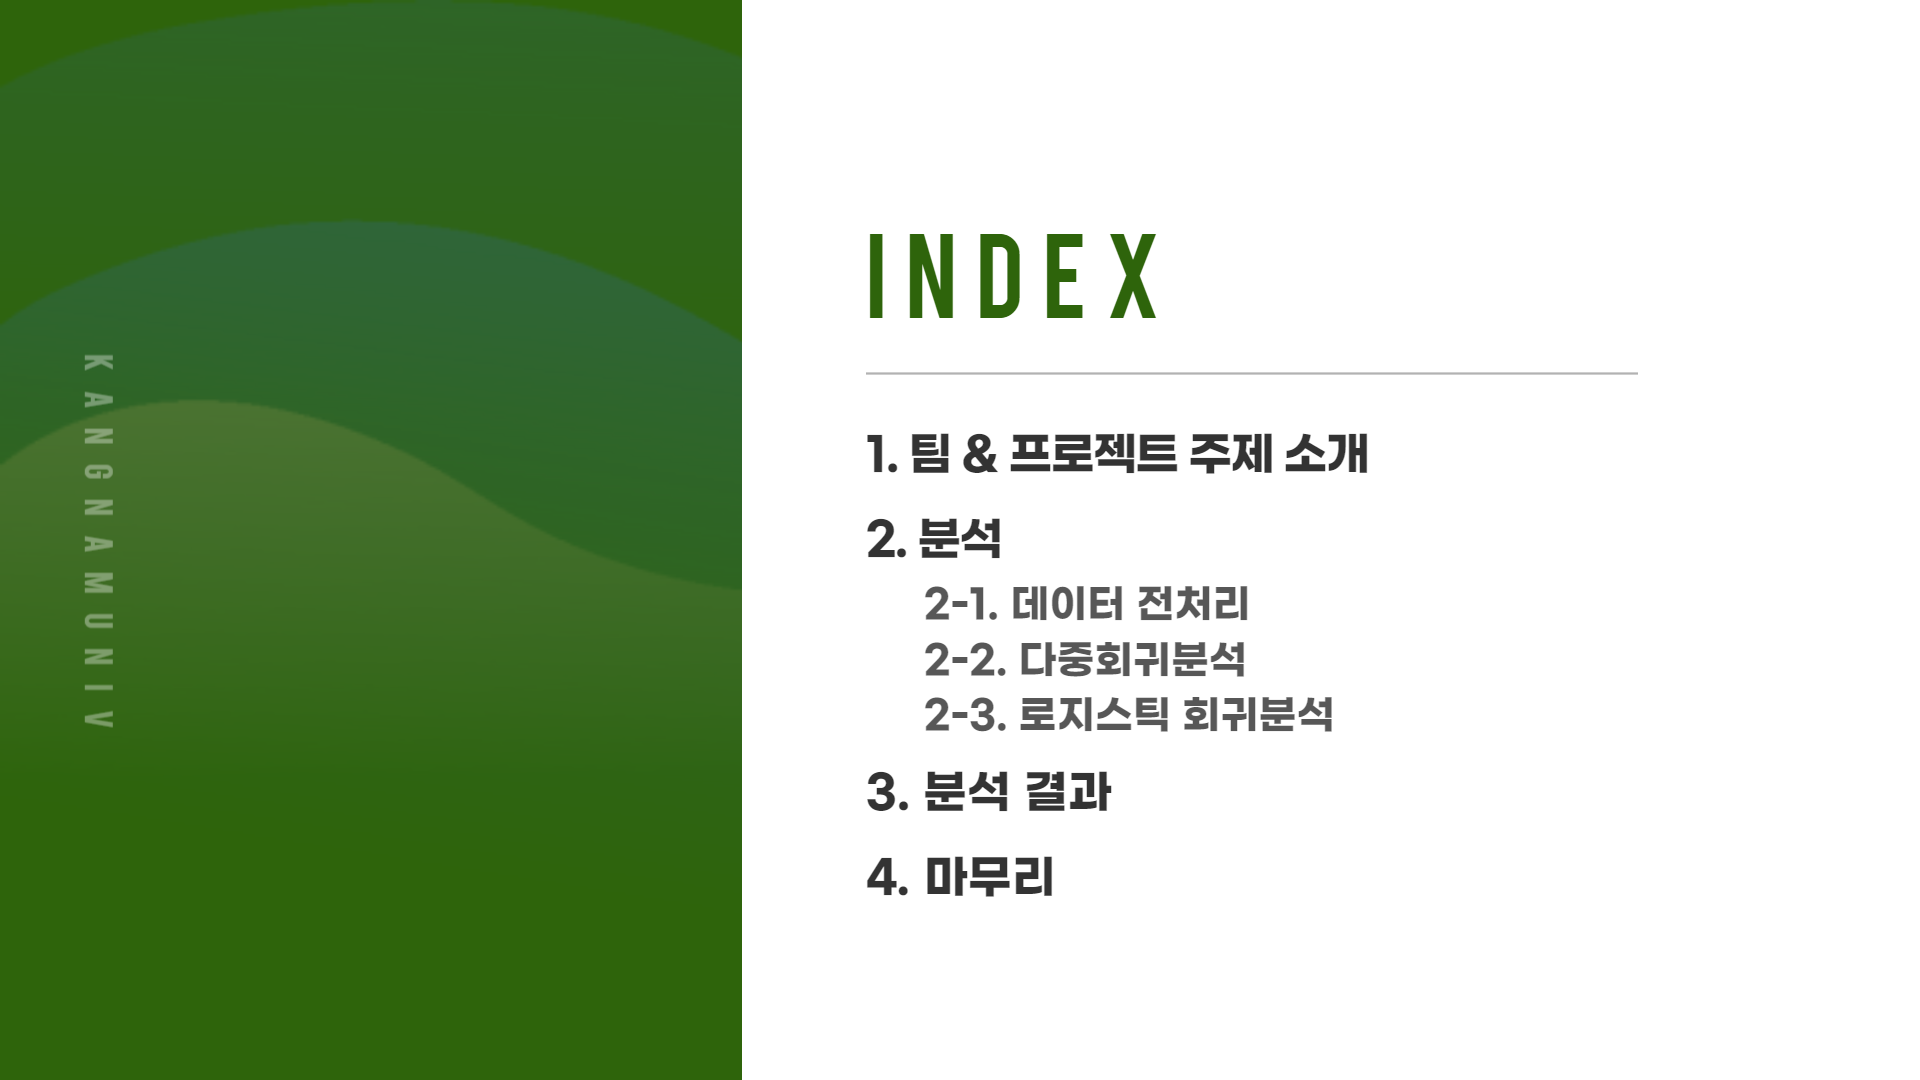 KANGNAMUNIV
INDEX
1. 팀 & 프로젝트 주제 소개
2. 분석
2-1. 데이터 전처리
2-2. 다중회귀분석
2-3. 로지스틱 회귀분석
3. 분석 결과
4. 마무리